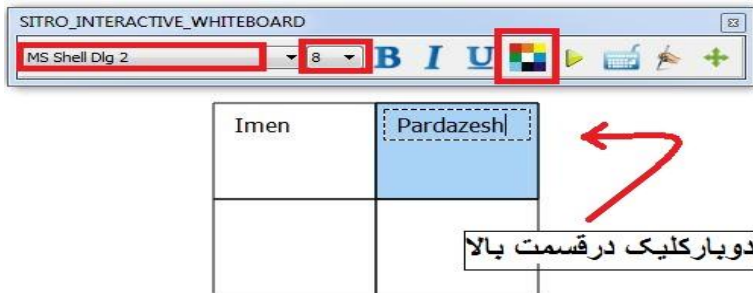 SITRO_INTERACTIVE_WHITEBOARD
MS Shell Dlg 2 8 B I U
Imen Pardazesh
دوبارکلیک درقسمت بالا